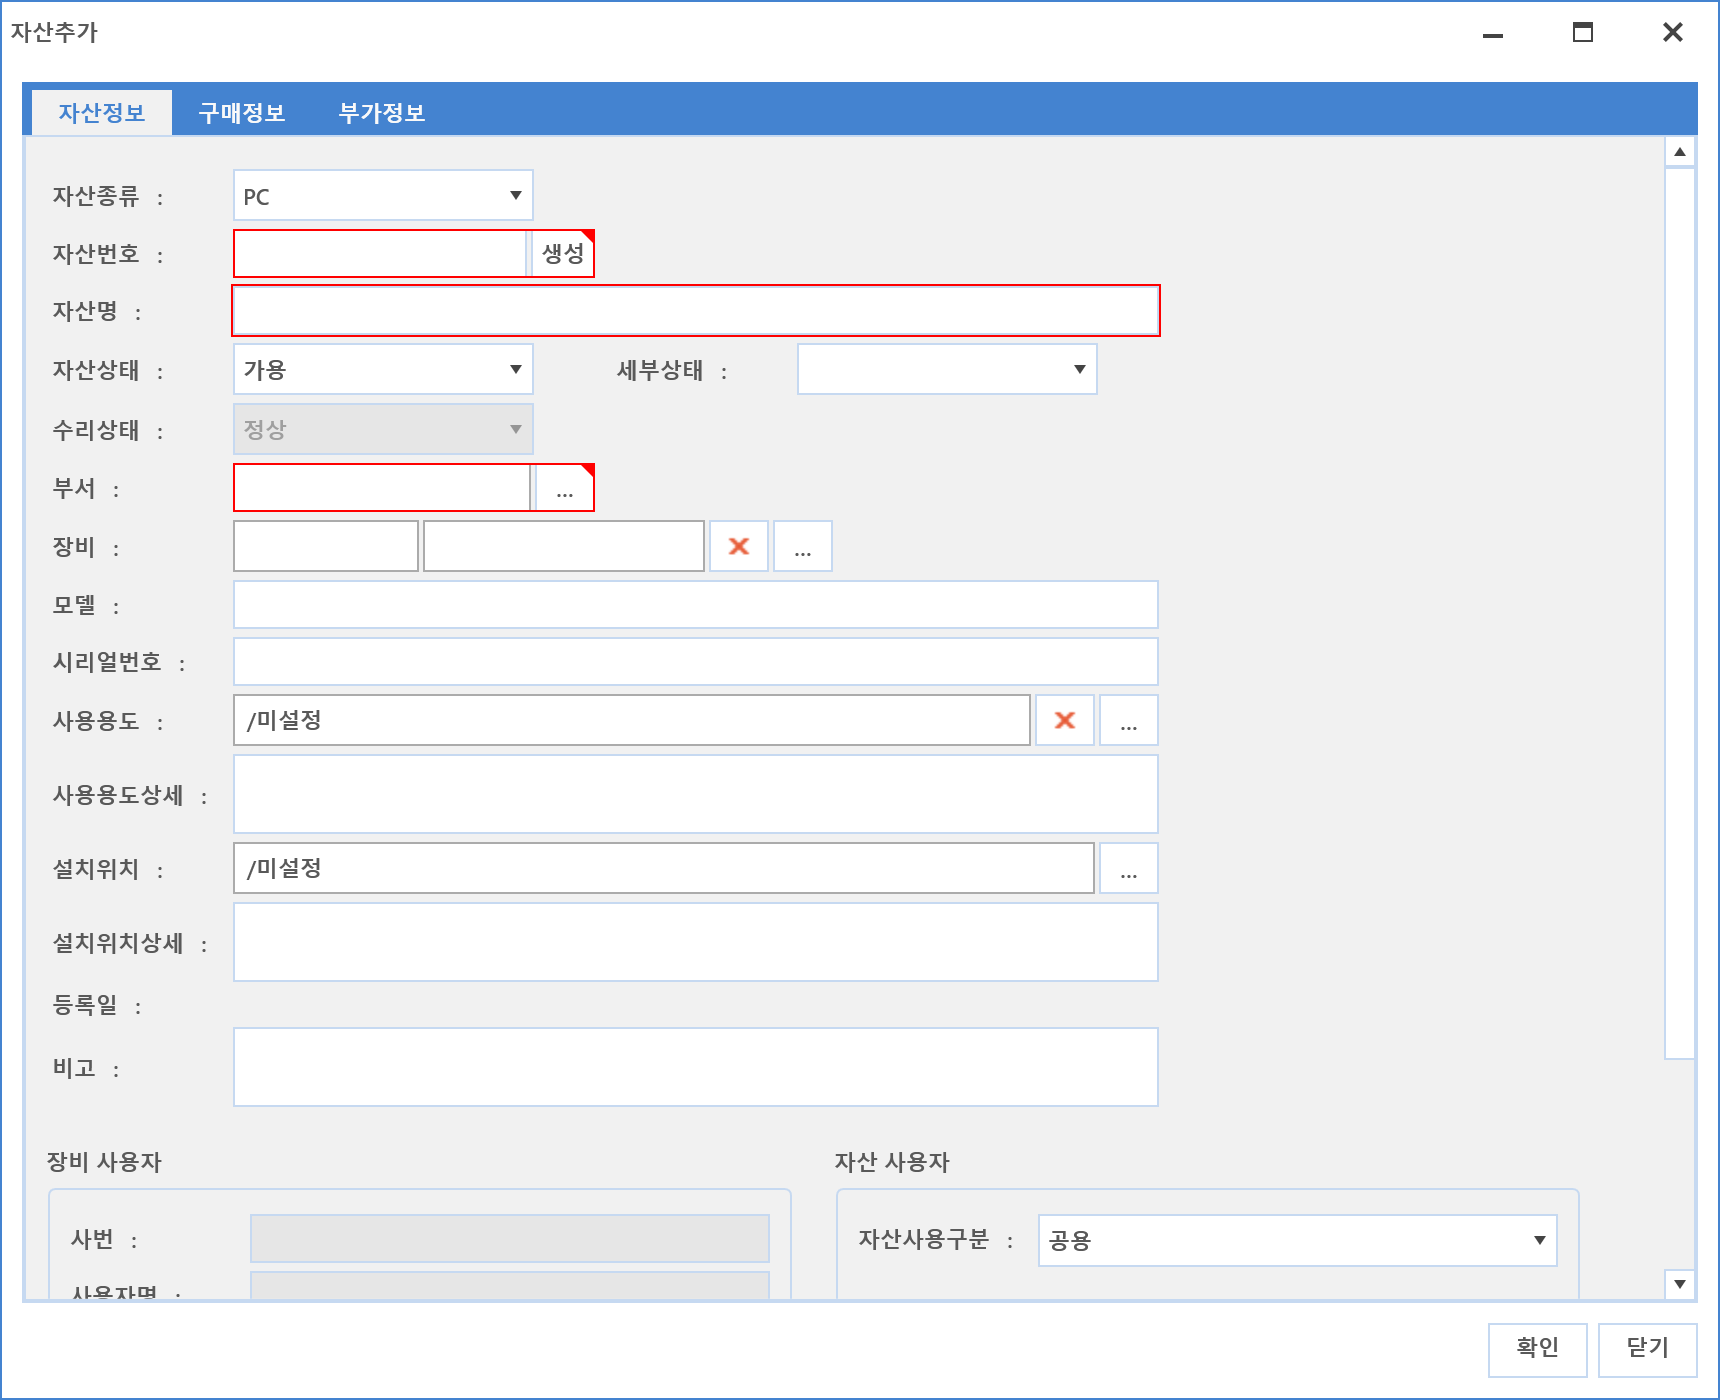 자산추가
자산정보 구매정보 부가정보
자산종류 : PC
자산번호 : 생성
자산명 :
자산상태 : 가용 세부상태 :
수리상태 : 정상
부서 : ...
장비 : ...
모델 :
시리얼번호 :
사용용도 : /미설정 ...
사용용도상세 :
설치위치 : /미설정 ...
설치위치상세 :
등록일 :
비고 :
장비 사용자 자산 사용자
사번 : 자산사용구분 : 공용
사용자명 :
확인 닫기